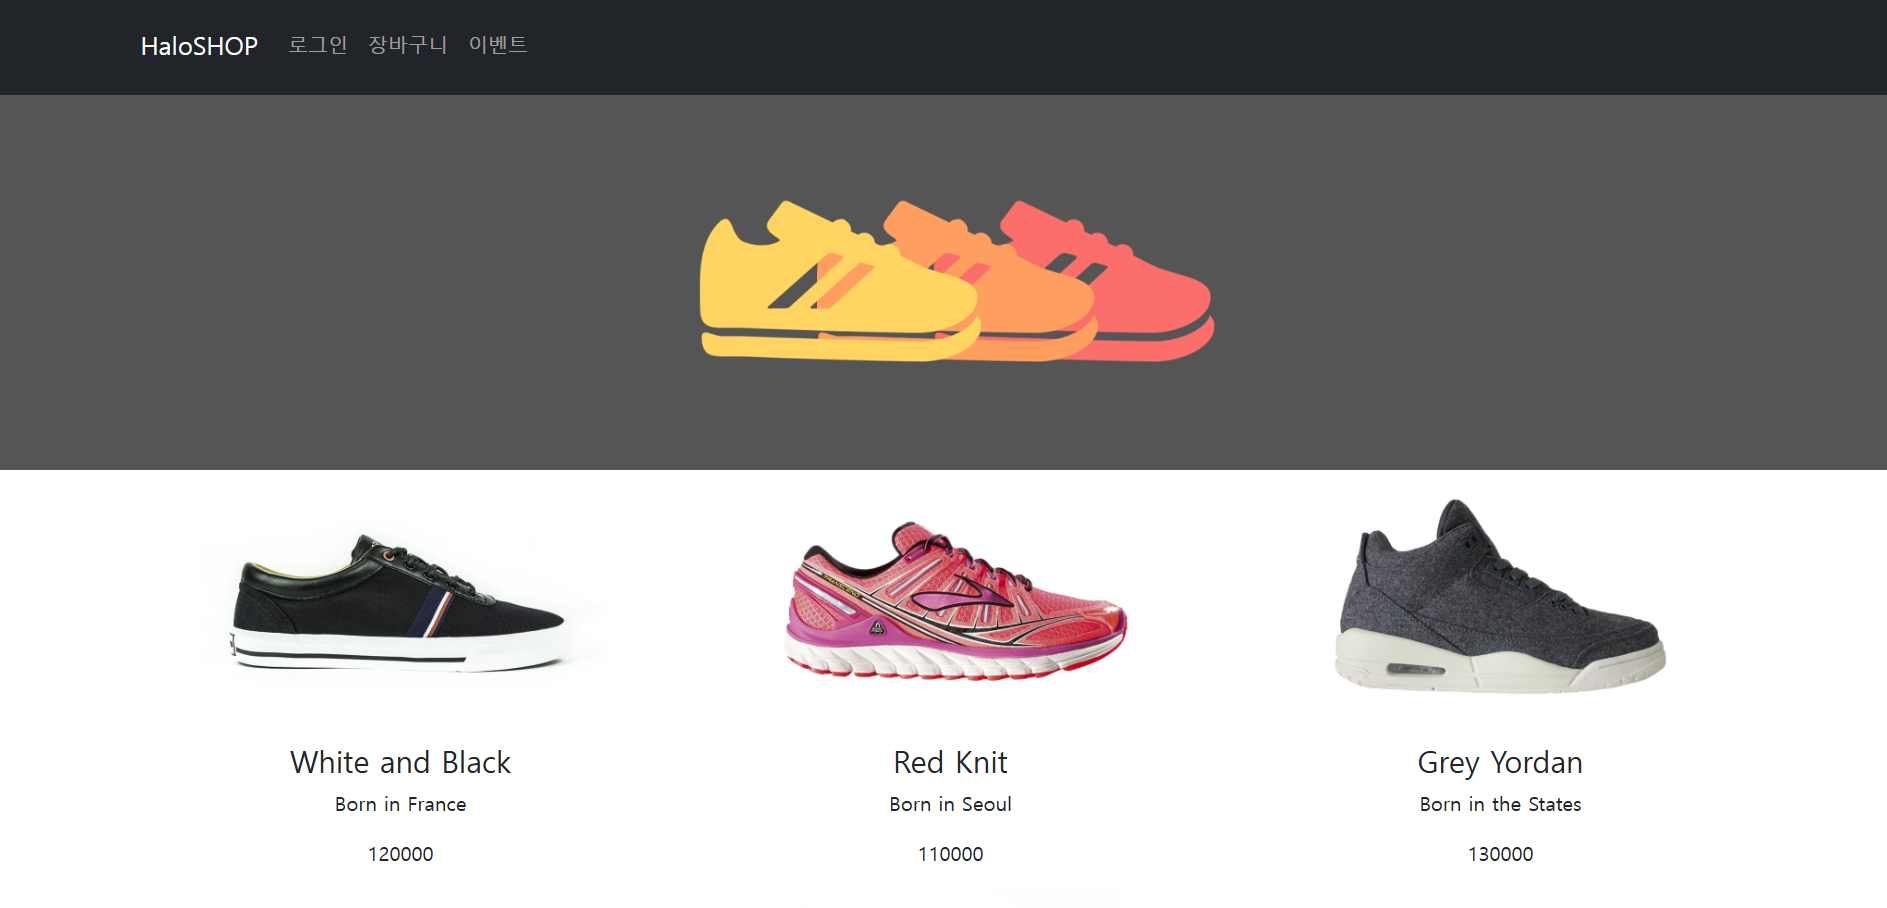 HaloSHOP 로그인 장바구니 이벤트
White and Black
Born in France
120000
Red Knit
Born in Seoul
110000
Grey Yordan
Born in the States
130000